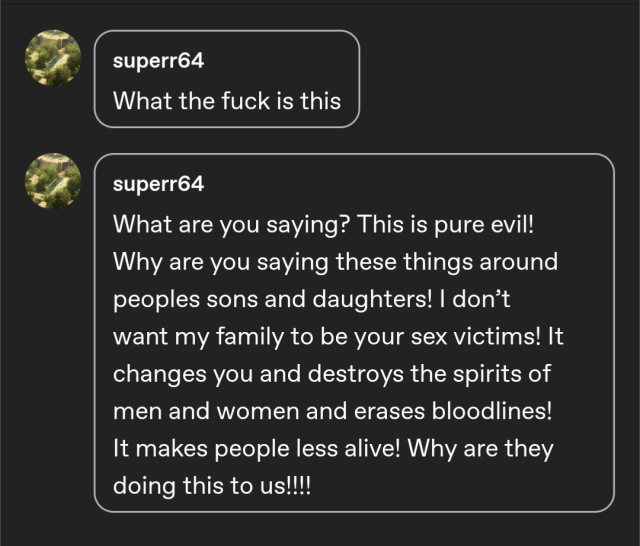 superr64
What the fuck is this
superr64
What are you saying? This is pure evil!
Why are you saying these things around
peoples sons and daughters! I don’t
want my family to be your sex victims! It
changes you and destroys the spirits of
men and women and erases bloodlines!
It makes people less alive! Why are they
doing this to us!!!!